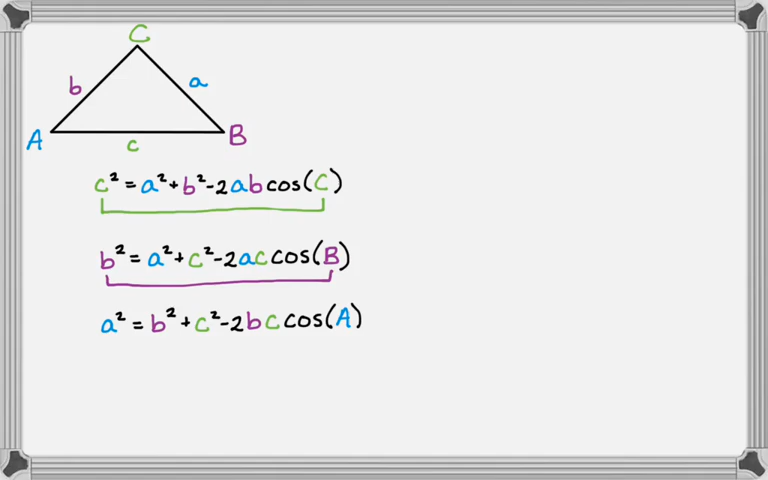 C
b a
A c B
c² = a² + b² - 2ab cos(C)
b² = a² + c² - 2ac cos(B)
a² = b² + c² - 2bc cos(A)